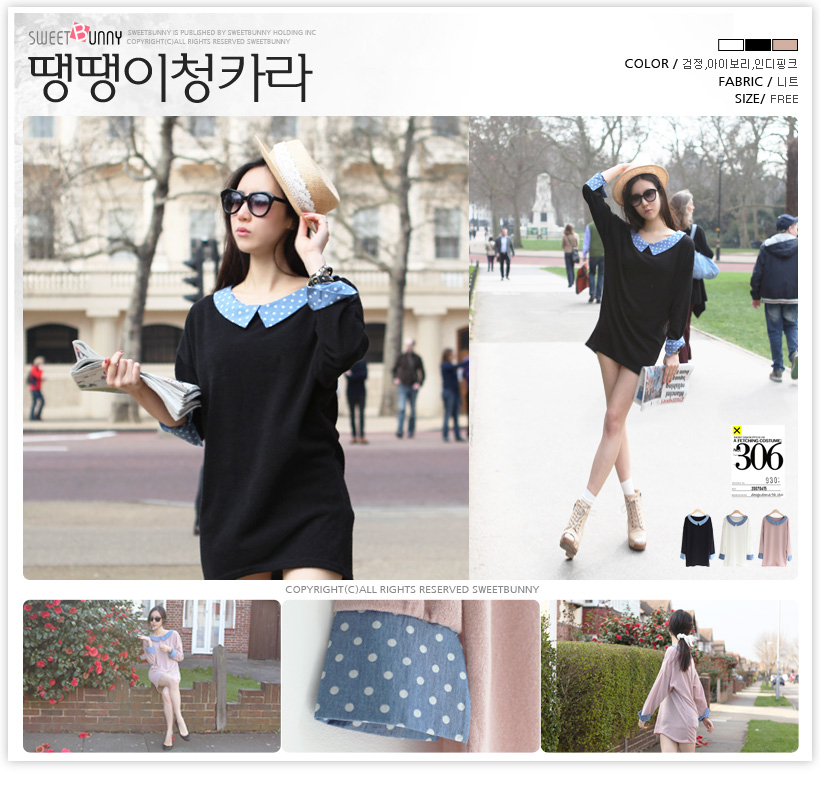 SWEETBUNNY
SWEETBUNNY IS PUBLISHED BY SWEETBUNNY HOLDING INC
COPYRIGHT(C)ALL RIGHTS RESERVED SWEETBUNNY
땡땡이청카라
COLOR / 검정,아이보리,인디핑크
FABRIC / 니트
SIZE/ FREE
A FETCHING COSTUME
306
COPYRIGHT(C)ALL RIGHTS RESERVED SWEETBUNNY